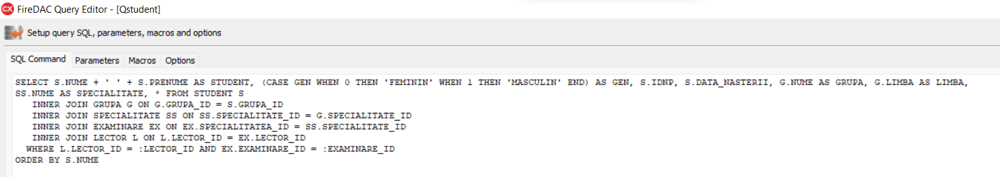 CX FireDAC Query Editor - [Qstudent]
Setup query SQL, parameters, macros and options
SQL Command Parameters Macros Options
SELECT S.NUME + ' ' + S.PRENUME AS STUDENT, (CASE GEN WHEN 0 THEN 'FEMININ' WHEN 1 THEN 'MASCULIN' END) AS GEN, S.IDNP, S.DATA_NASTERII, G.NUME AS GRUPA, G.LIMBA AS LIMBA,
SS.NUME AS SPECIALITATE, * FROM STUDENT S
INNER JOIN GRUPA G ON G.GRUPA_ID = S.GRUPA_ID
INNER JOIN SPECIALITATE SS ON SS.SPECIALITATE_ID = G.SPECIALITATE_ID
INNER JOIN EXAMINARE EX ON EX.SPECIALITATEA_ID = SS.SPECIALITATE_ID
INNER JOIN LECTOR L ON L.LECTOR_ID = EX.LECTOR_ID
WHERE L.LECTOR_ID = :LECTOR_ID AND EX.EXAMINARE_ID = :EXAMINARE_ID
ORDER BY S.NUME